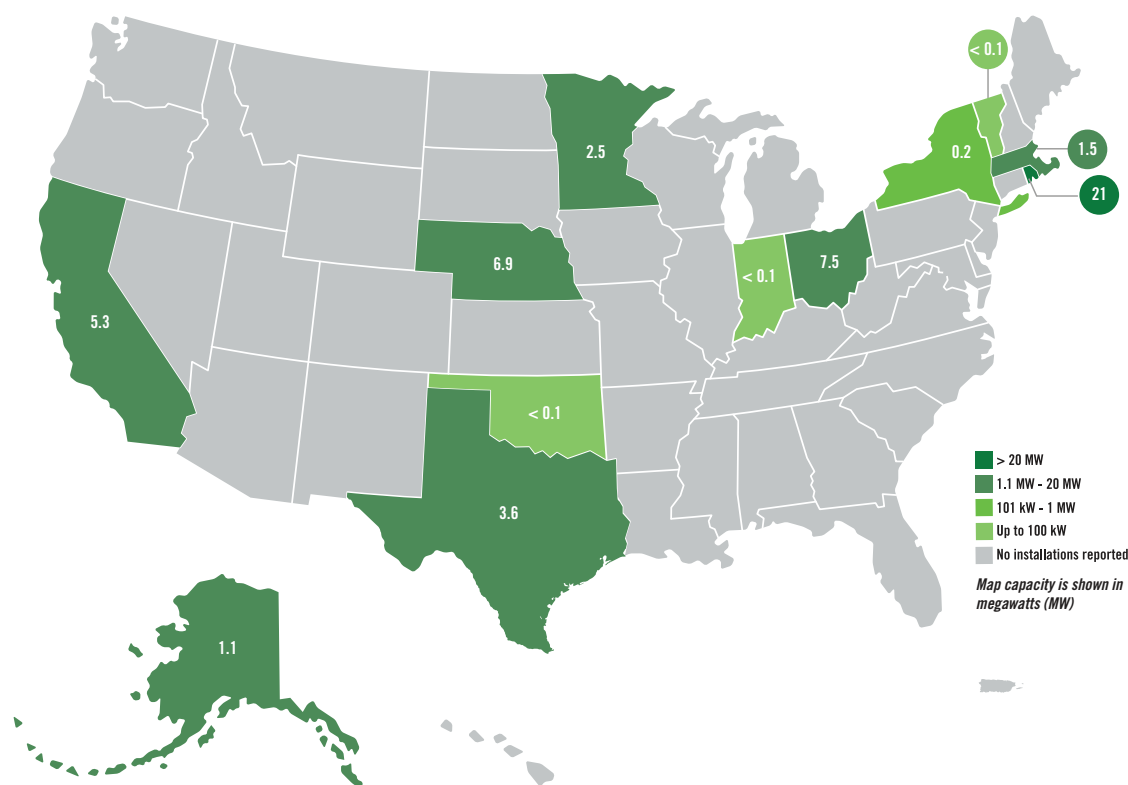 < 0.1
2.5
0.2
1.5
21
6.9
< 0.1
7.5
5.3
< 0.1
3.6
1.1
> 20 MW
1.1 MW - 20 MW
101 kW - 1 MW
Up to 100 kW
No installations reported
Map capacity is shown in
megawatts (MW)